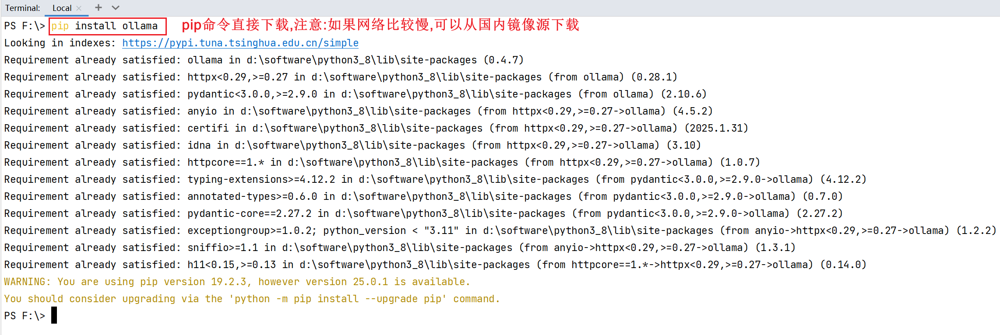 Terminal: Local × +
PS F:\> pip install ollama pip命令直接下载,注意:如果网络比较慢,可以从国内镜像源下载
Looking in indexes: https://pypi.tuna.tsinghua.edu.cn/simple
Requirement already satisfied: ollama in d:\software\python3_8\lib\site-packages (0.4.7)
Requirement already satisfied: httpx<0.29,>=0.27 in d:\software\python3_8\lib\site-packages (from ollama) (0.28.1)
Requirement already satisfied: pydantic<3.0.0,>=2.9.0 in d:\software\python3_8\lib\site-packages (from ollama) (2.10.6)
Requirement already satisfied: anyio in d:\software\python3_8\lib\site-packages (from httpx<0.29,>=0.27->ollama) (4.5.2)
Requirement already satisfied: certifi in d:\software\python3_8\lib\site-packages (from httpx<0.29,>=0.27->ollama) (2025.1.31)
Requirement already satisfied: idna in d:\software\python3_8\lib\site-packages (from httpx<0.29,>=0.27->ollama) (3.10)
Requirement already satisfied: httpcore==1.* in d:\software\python3_8\lib\site-packages (from httpx<0.29,>=0.27->ollama) (1.0.7)
Requirement already satisfied: typing-extensions>=4.12.2 in d:\software\python3_8\lib\site-packages (from pydantic<3.0.0,>=2.9.0->ollama) (4.12.2)
Requirement already satisfied: annotated-types>=0.6.0 in d:\software\python3_8\lib\site-packages (from pydantic<3.0.0,>=2.9.0->ollama) (0.7.0)
Requirement already satisfied: pydantic-core==2.27.2 in d:\software\python3_8\lib\site-packages (from pydantic<3.0.0,>=2.9.0->ollama) (2.27.2)
Requirement already satisfied: exceptiongroup>=1.0.2; python_version < "3.11" in d:\software\python3_8\lib\site-packages (from anyio->httpx<0.29,>=0.27->ollama) (1.2.2)
Requirement already satisfied: sniffio>=1.1 in d:\software\python3_8\lib\site-packages (from anyio->httpx<0.29,>=0.27->ollama) (1.3.1)
Requirement already satisfied: h11<0.15,>=0.13 in d:\software\python3_8\lib\site-packages (from httpcore==1.*->httpx<0.29,>=0.27->ollama) (0.14.0)
WARNING: You are using pip version 19.2.3, however version 25.0.1 is available.
You should consider upgrading via the 'python -m pip install --upgrade pip' command.
PS F:\>